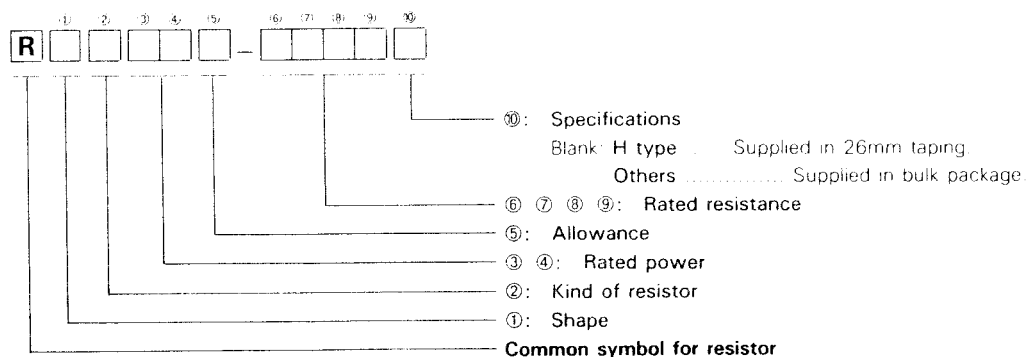 (1) (2) (3) (4) (5) (6) (7) (8) (9) ⑩
R –
⑩: Specifications
Blank: H type .. Supplied in 26mm taping.
Others .............. Supplied in bulk package.
⑥ ⑦ ⑧ ⑨: Rated resistance
⑤: Allowance
③ ④: Rated power
②: Kind of resistor
①: Shape
Common symbol for resistor